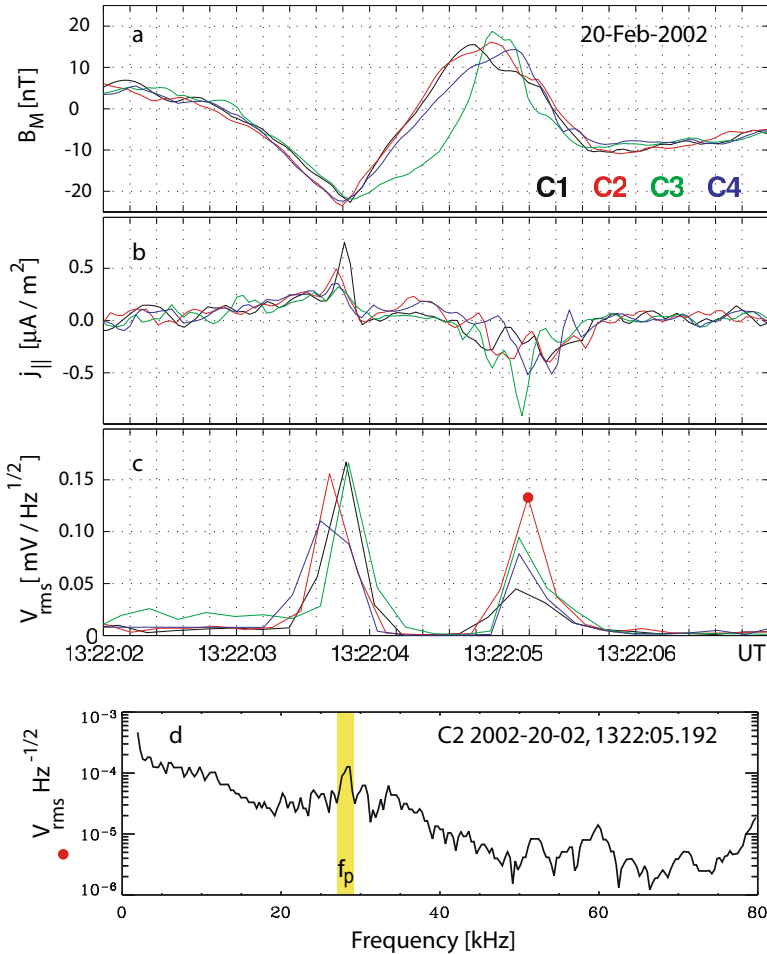 a
20-Feb-2002
B_M [nT]
20
10
0
-10
-20
C1 C2 C3 C4
b
j_|| [μA / m²]
0.5
0.0
-0.5
c
V_rms [ mV / Hz^1/2]
0.15
0.10
0.05
0
13:22:02 13:22:03 13:22:04 13:22:05 13:22:06 UT
d
C2 2002-20-02, 1322:05.192
V_rms Hz^-1/2
10^-3
10^-4
10^-5
10^-6
f_p
0 20 40 60 80
Frequency [kHz]